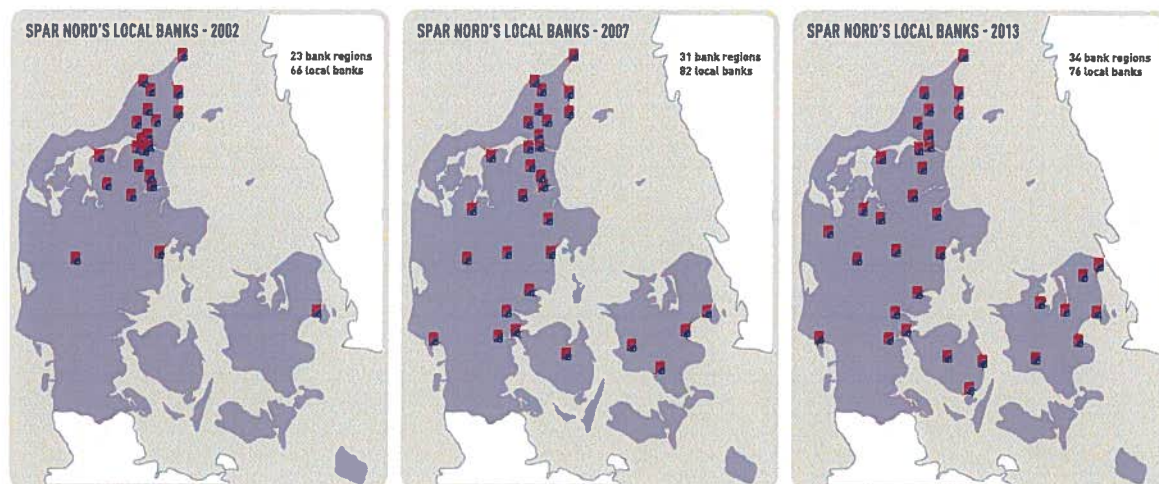 SPAR NORD'S LOCAL BANKS - 2002
23 bank regions
66 local banks
SPAR NORD'S LOCAL BANKS - 2007
31 bank regions
82 local banks
SPAR NORD'S LOCAL BANKS - 2013
34 bank regions
76 local banks